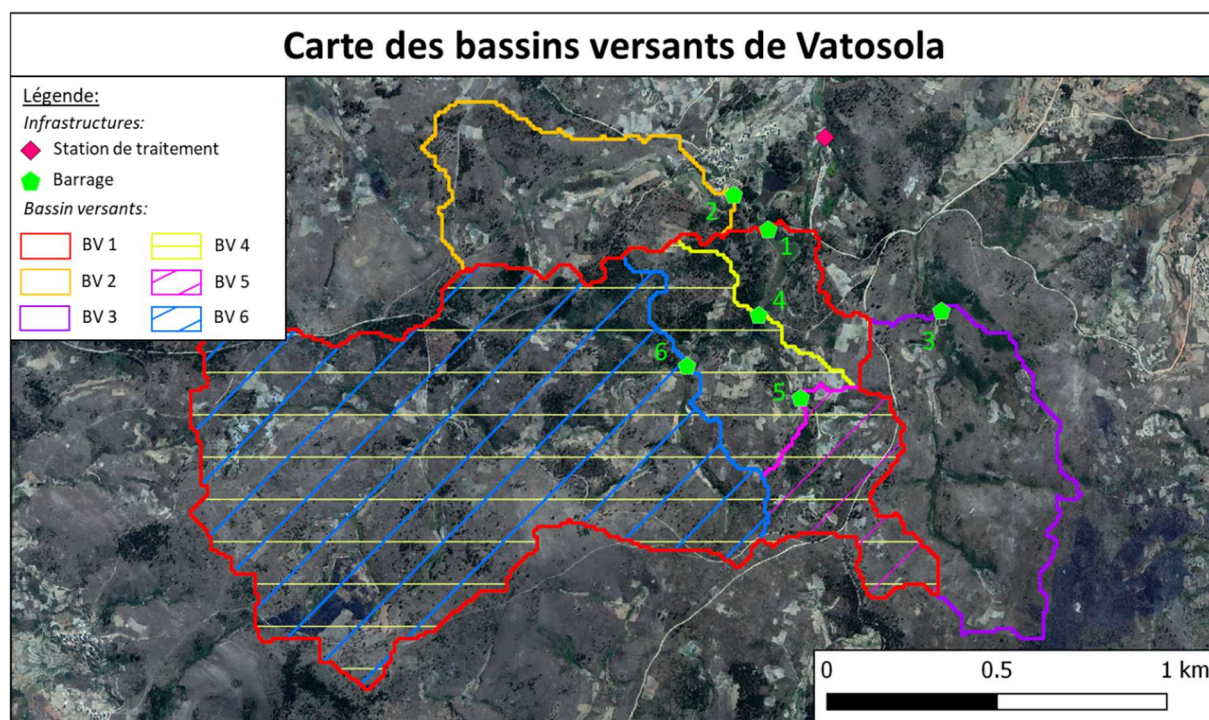 Carte des bassins versants de Vatosola
Légende:
Infrastructures:
Station de traitement
Barrage
Bassin versants:
BV 1
BV 4
BV 2
BV 5
BV 3
BV 6
2
1
4
3
6
5
0 0.5 1 km